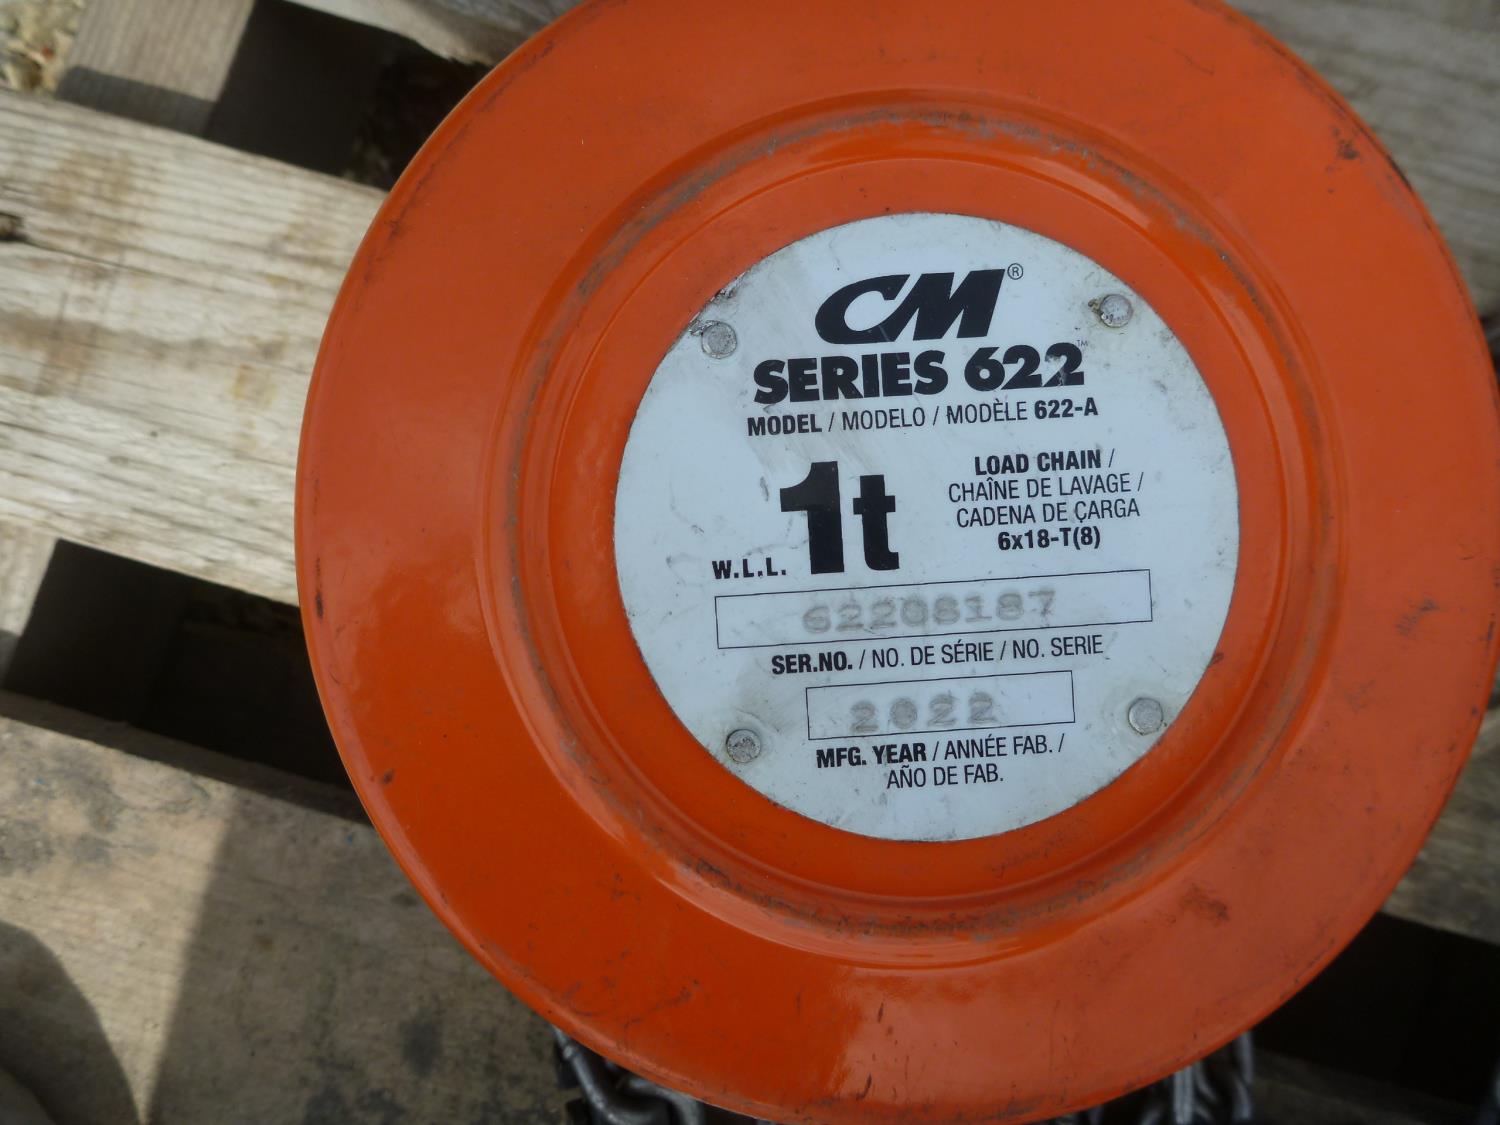 CM®
SERIES 622™
MODEL / MODELO / MODÈLE 622-A
W.L.L. 1t
LOAD CHAIN /
CHAÎNE DE LAVAGE /
CADENA DE ÇARGA
6x18-T(8)
62208187
SER.NO. / NO. DE SÉRIE / NO. SERIE
2022
MFG. YEAR / ANNÉE FAB. /
AÑO DE FAB.